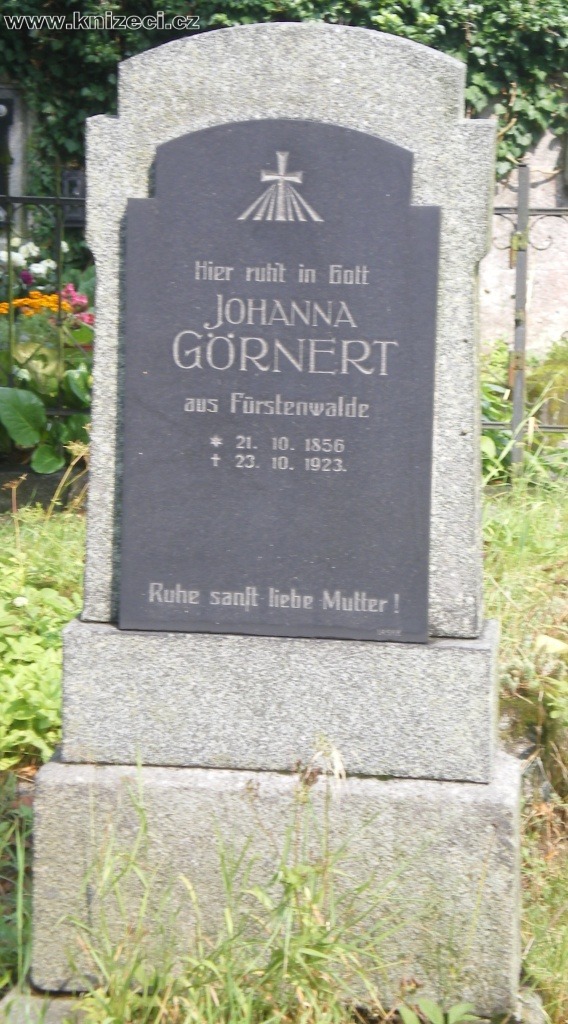 www.knizeci.cz
Hier ruht in Gott
JOHANNA
GÖRNERT
aus Fürstenwalde
* 21. 10. 1856
† 23. 10. 1923.
Ruhe sanft liebe Mutter!